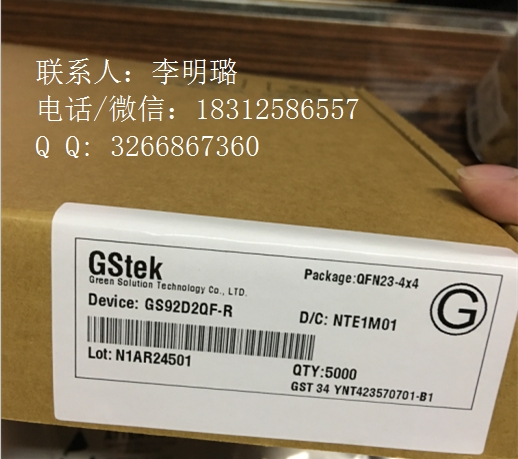 联系人：李明璐
电话/微信：18312586557
Q Q: 3266867360
GStek
Green Solution Technology Co., LTD.
Package:QFN23-4x4
G
Device: GS92D2QF-R
D/C: NTE1M01
Lot: N1AR24501
QTY:5000
GST 34 YNT423570701-B1